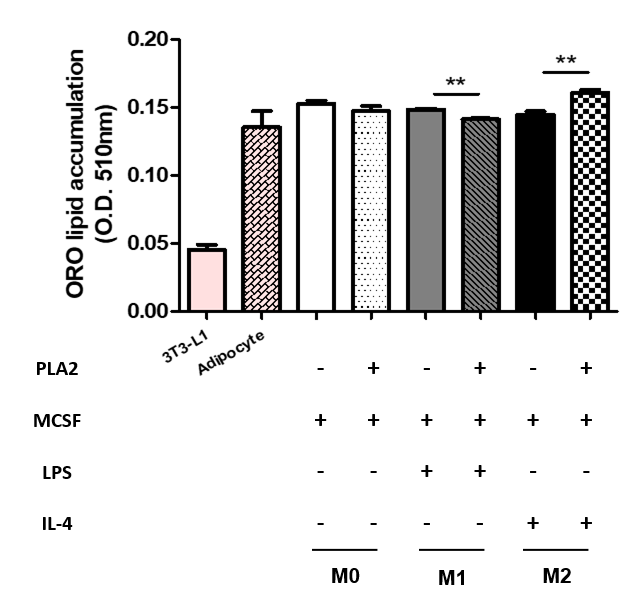 ORO lipid accumulation
(O.D. 510nm)
0.20
0.15
0.10
0.05
0.00
**
**
3T3-L1
Adipocyte
PLA2 - + - + - +
MCSF + + + + + +
LPS - - + + - -
IL-4 - - - - + +
M0 M1 M2